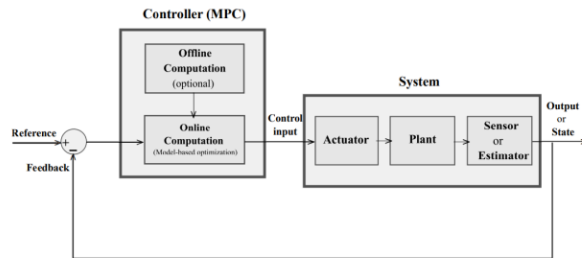 Controller (MPC)
Offline
Computation
(optional)
System
Control
input
Output
or
State
Reference
+
−
Online
Computation
(Model-based optimization)
Actuator
Plant
Sensor
or
Estimator
Feedback